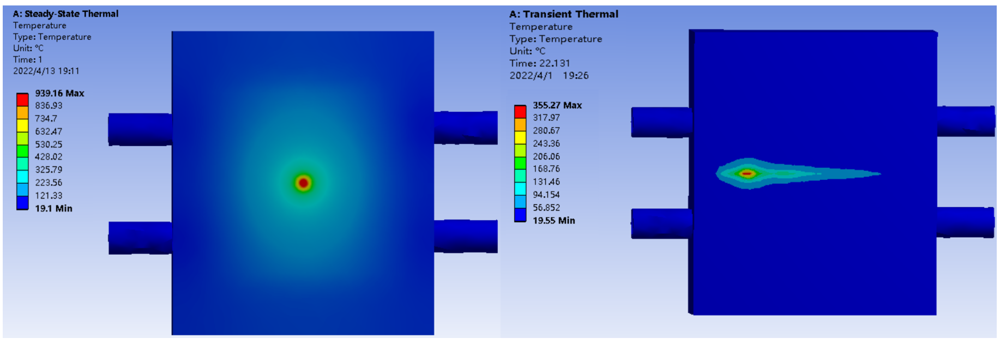 A: Steady-State Thermal
Temperature
Type: Temperature
Unit: °C
Time: 1
2022/4/13 19:11
939.16 Max
836.93
734.7
632.47
530.25
428.02
325.79
223.56
121.33
19.1 Min
A: Transient Thermal
Temperature
Type: Temperature
Unit: °C
Time: 22.131
2022/4/1 19:26
355.27 Max
317.97
280.67
243.36
206.06
168.76
131.46
94.154
56.852
19.55 Min